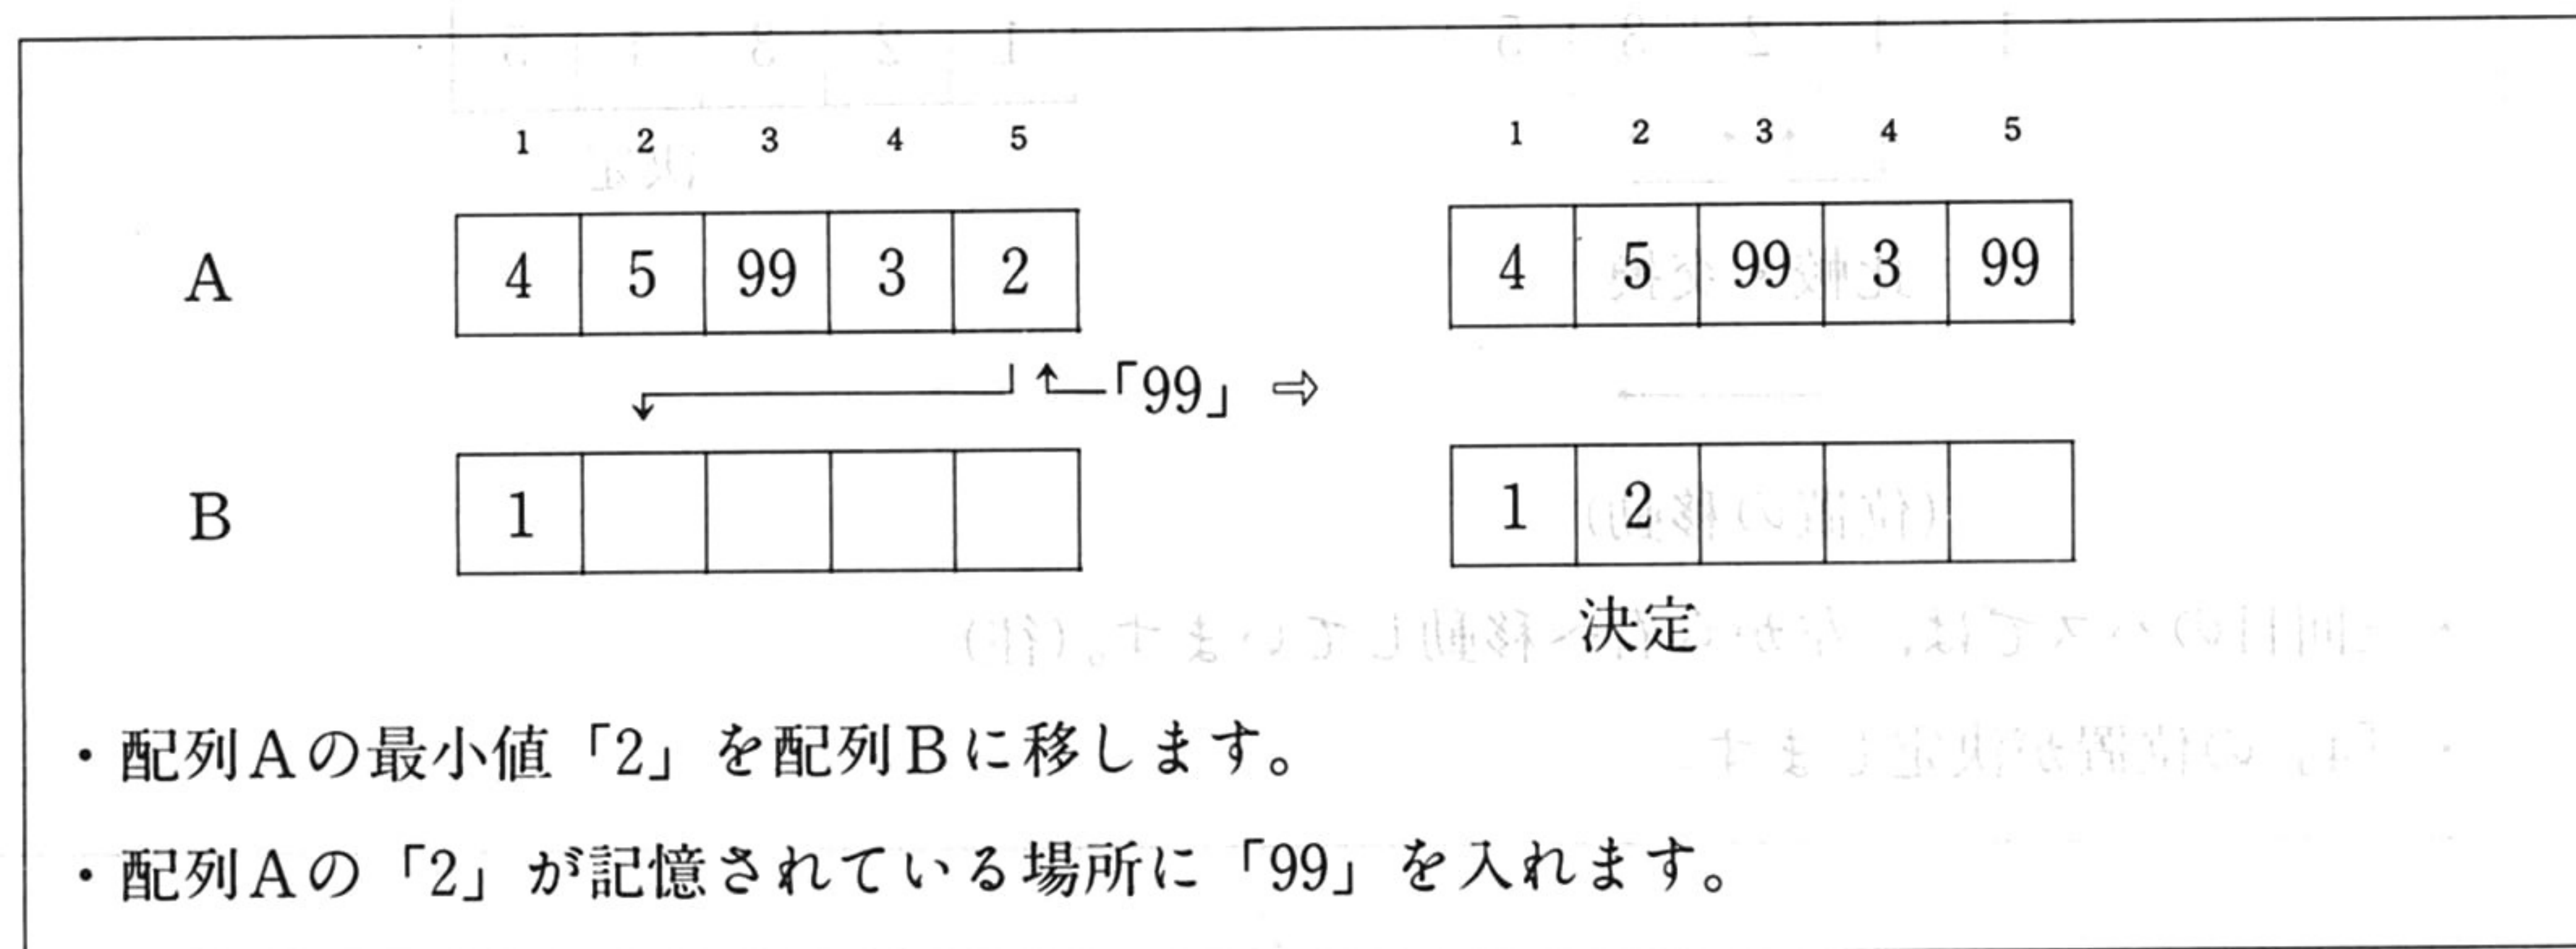 1 2 3 4 5 1 2 3 4 5
A 4 5 99 3 2 4 5 99 3 99
「99」 ⇨
B 1 1 2
決定
・配列Aの最小値「2」を配列Bに移します。
・配列Aの「2」が記憶されている場所に「99」を入れます。